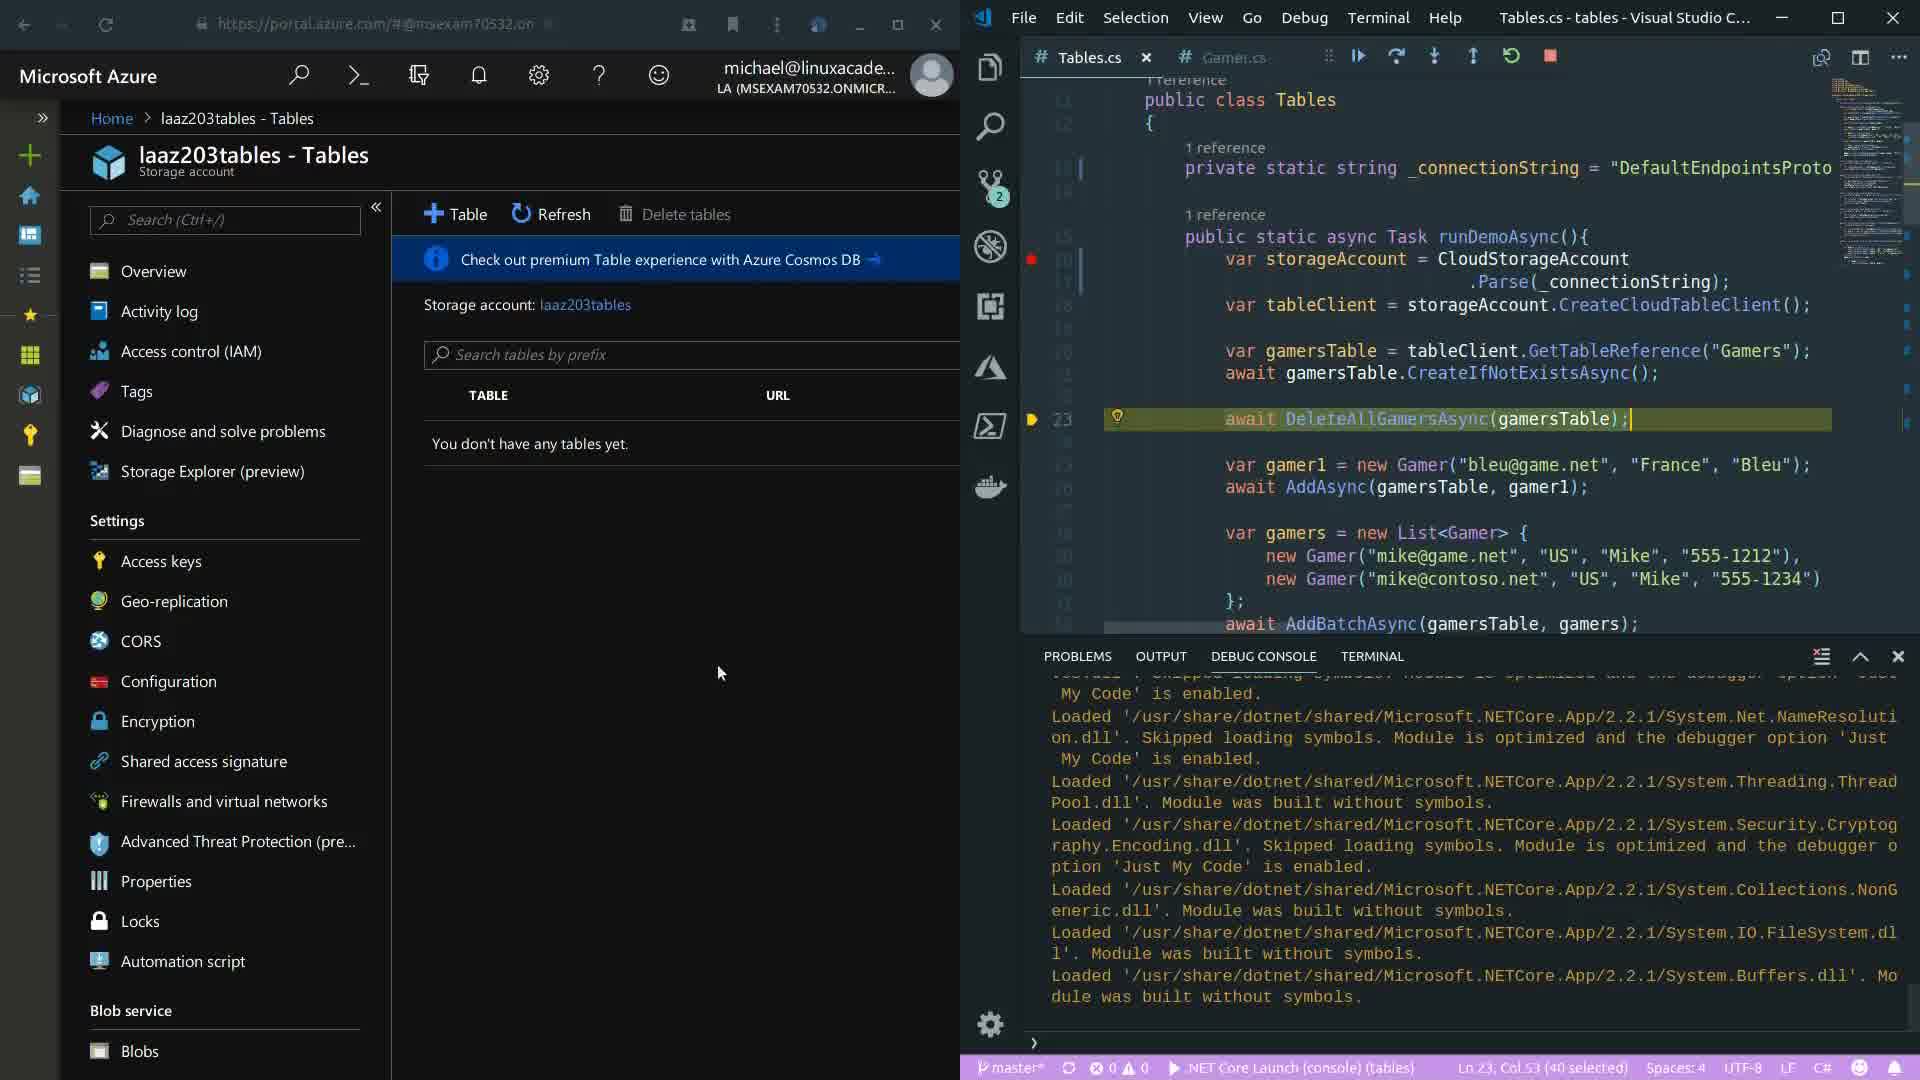 https://portal.azure.com/#@msexam70532.on
Microsoft Azure
michael@linuxacade...
LA (MSEXAM70532.ONMICR...
Home > laaz203tables - Tables
laaz203tables - Tables
Storage account
Search (Ctrl+/)
Overview
Activity log
Access control (IAM)
Tags
Diagnose and solve problems
Storage Explorer (preview)
Settings
Access keys
Geo-replication
CORS
Configuration
Encryption
Shared access signature
Firewalls and virtual networks
Advanced Threat Protection (pre...
Properties
Locks
Automation script
Blob service
Blobs
Table Refresh Delete tables
Check out premium Table experience with Azure Cosmos DB
Storage account: laaz203tables
Search tables by prefix
TABLE URL
You don't have any tables yet.
File Edit Selection View Go Debug Terminal Help Tables.cs - tables - Visual Studio C...
# Tables.cs # Gamer.cs
1 reference
public class Tables
{
1 reference
private static string _connectionString = "DefaultEndpointsProto
1 reference
public static async Task runDemoAsync(){
var storageAccount = CloudStorageAccount
.Parse(_connectionString);
var tableClient = storageAccount.CreateCloudTableClient();
var gamersTable = tableClient.GetTableReference("Gamers");
await gamersTable.CreateIfNotExistsAsync();
23 await DeleteAllGamersAsync(gamersTable);
var gamer1 = new Gamer("bleu@game.net", "France", "Bleu");
await AddAsync(gamersTable, gamer1);
var gamers = new List<Gamer> {
new Gamer("mike@game.net", "US", "Mike", "555-1212"),
new Gamer("mike@contoso.net", "US", "Mike", "555-1234")
};
await AddBatchAsync(gamersTable, gamers);
2
PROBLEMS OUTPUT DEBUG CONSOLE TERMINAL
My Code' is enabled.
Loaded '/usr/share/dotnet/shared/Microsoft.NETCore.App/2.2.1/System.Net.NameResoluti
on.dll'. Skipped loading symbols. Module is optimized and the debugger option 'Just
My Code' is enabled.
Loaded '/usr/share/dotnet/shared/Microsoft.NETCore.App/2.2.1/System.Threading.Thread
Pool.dll'. Module was built without symbols.
Loaded '/usr/share/dotnet/shared/Microsoft.NETCore.App/2.2.1/System.Security.Cryptog
raphy.Encoding.dll'. Skipped loading symbols. Module is optimized and the debugger o
ption 'Just My Code' is enabled.
Loaded '/usr/share/dotnet/shared/Microsoft.NETCore.App/2.2.1/System.Collections.NonG
eneric.dll'. Module was built without symbols.
Loaded '/usr/share/dotnet/shared/Microsoft.NETCore.App/2.2.1/System.IO.FileSystem.dl
l'. Module was built without symbols.
Loaded '/usr/share/dotnet/shared/Microsoft.NETCore.App/2.2.1/System.Buffers.dll'. Mo
dule was built without symbols.
master* 0 0 .NET Core Launch (console) (tables) Ln 23, Col 53 (40 selected) Spaces: 4 UTF-8 LF C#